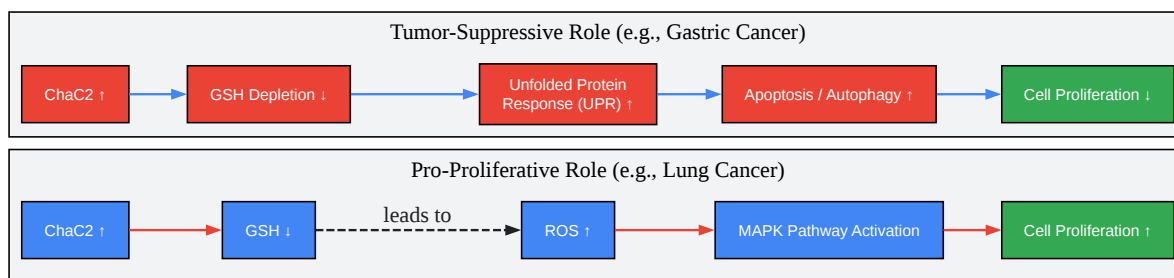 Tumor-Suppressive Role (e.g., Gastric Cancer)
ChaC2 ↑
GSH Depletion ↓
Unfolded Protein
Response (UPR) ↑
Apoptosis / Autophagy ↑
Cell Proliferation ↓
Pro-Proliferative Role (e.g., Lung Cancer)
ChaC2 ↑
GSH ↓
leads to
ROS ↑
MAPK Pathway Activation
Cell Proliferation ↑